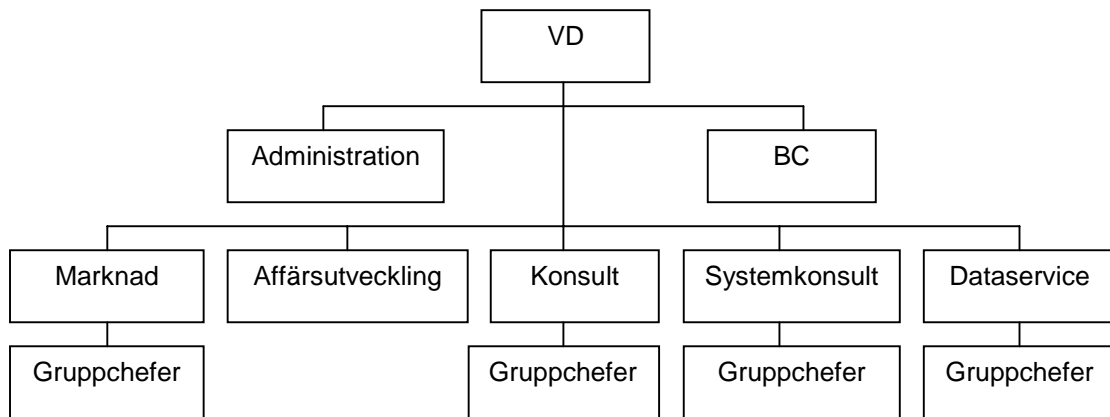 VD
Administration
BC
Marknad
Affärsutveckling
Konsult
Systemkonsult
Dataservice
Gruppchefer
Gruppchefer
Gruppchefer
Gruppchefer